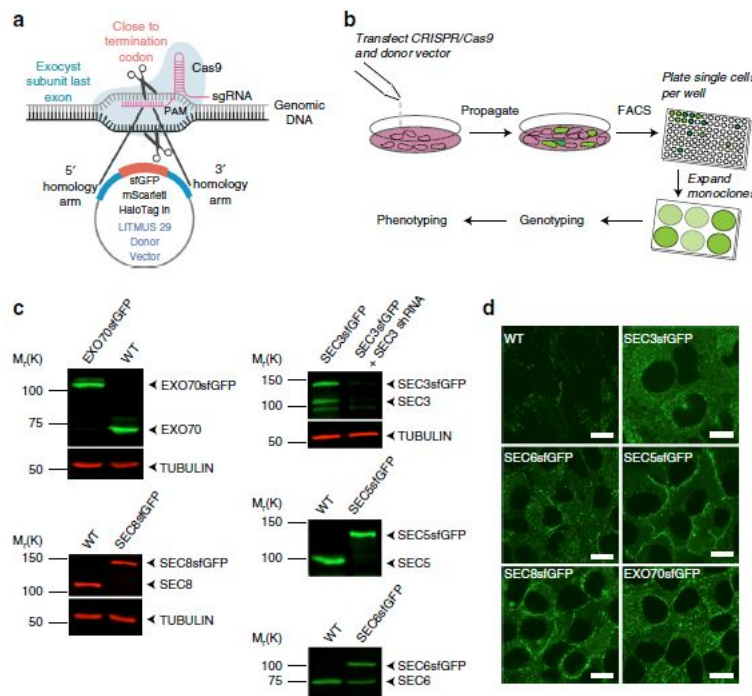 a
Close to
termination
codon
Exocyst
subunit last
exon
Cas9
sgRNA
PAM
Genomic
DNA
5′
homology
arm
3′
homology
arm
sfGFP
mScarletI
HaloTag In
LITMUS 29
Donor
Vector
b
Transfect CRISPR/Cas9
and donor vector
Propagate
FACS
Plate single cells
per well
Expand
monoclones
Genotyping
Phenotyping
c
EXO70sfGFP
WT
Mr(K)
100
75
50
EXO70sfGFP
EXO70
TUBULIN
SEC3sfGFP
SEC3sfGFP
+ SEC3 shRNA
Mr(K)
150
100
50
SEC3sfGFP
SEC3
TUBULIN
WT
SEC8sfGFP
Mr(K)
150
100
50
SEC8sfGFP
SEC8
TUBULIN
WT
SEC5sfGFP
Mr(K)
100
SEC5sfGFP
SEC5
WT
SEC6sfGFP
Mr(K)
100
75
SEC6sfGFP
SEC6
d
WT
SEC3sfGFP
SEC6sfGFP
SEC5sfGFP
SEC8sfGFP
EXO70sfGFP